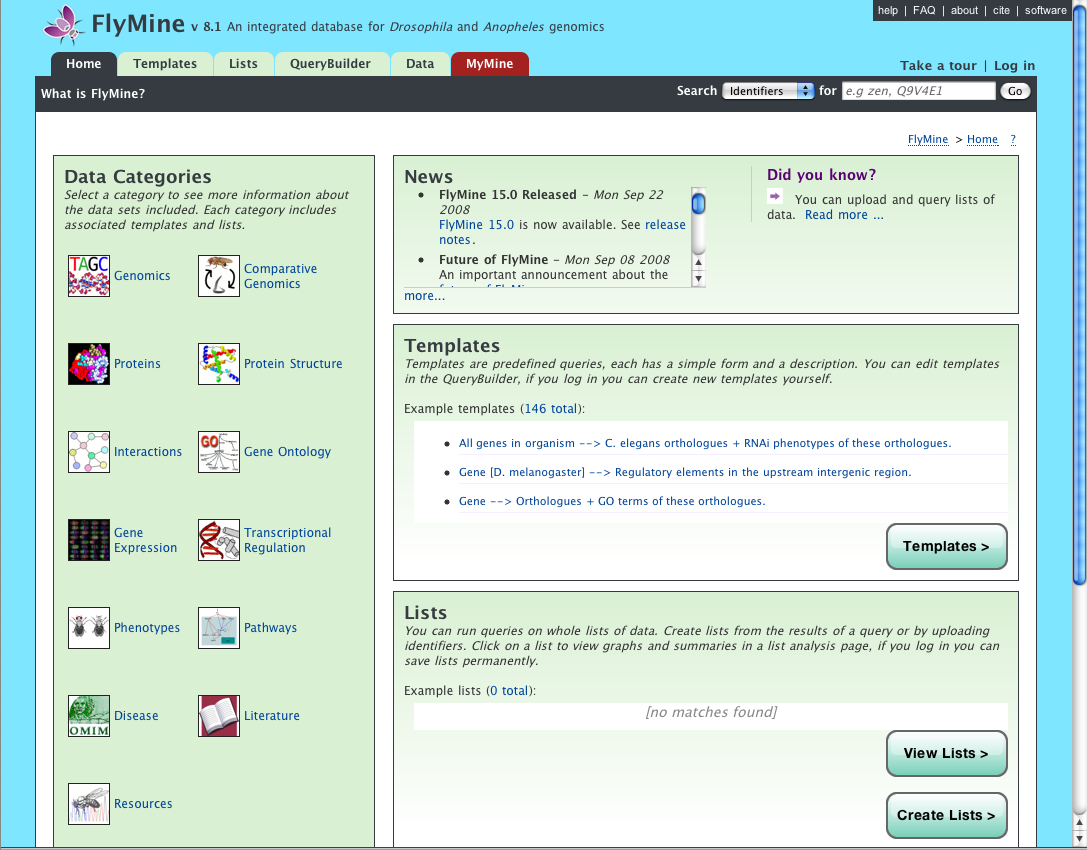 help | FAQ | about | cite | software
FlyMine v 8.1 An integrated database for Drosophila and Anopheles genomics
Home Templates Lists QueryBuilder Data MyMine
Take a tour | Log in
What is FlyMine?
Search Identifiers for e.g zen, Q9V4E1 Go
FlyMine > Home ?
Data Categories
Select a category to see more information about
the data sets included. Each category includes
associated templates and lists.
TAGC
Genomics
Comparative
Genomics
Proteins
Protein Structure
Interactions
GO
Gene Ontology
Gene
Expression
Transcriptional
Regulation
Phenotypes
Pathways
OMIM
Disease
Literature
Resources
News
• FlyMine 15.0 Released - Mon Sep 22
2008
FlyMine 15.0 is now available. See release
notes.
• Future of FlyMine - Mon Sep 08 2008
An important announcement about the
future of FlyMine
more...
Did you know?
You can upload and query lists of
data. Read more ...
Templates
Templates are predefined queries, each has a simple form and a description. You can edit templates
in the QueryBuilder, if you log in you can create new templates yourself.
Example templates (146 total):
• All genes in organism --> C. elegans orthologues + RNAi phenotypes of these orthologues.
• Gene [D. melanogaster] --> Regulatory elements in the upstream intergenic region.
• Gene --> Orthologues + GO terms of these orthologues.
Templates >
Lists
You can run queries on whole lists of data. Create lists from the results of a query or by uploading
identifiers. Click on a list to view graphs and summaries in a list analysis page, if you log in you can
save lists permanently.
Example lists (0 total):
[no matches found]
View Lists >
Create Lists >